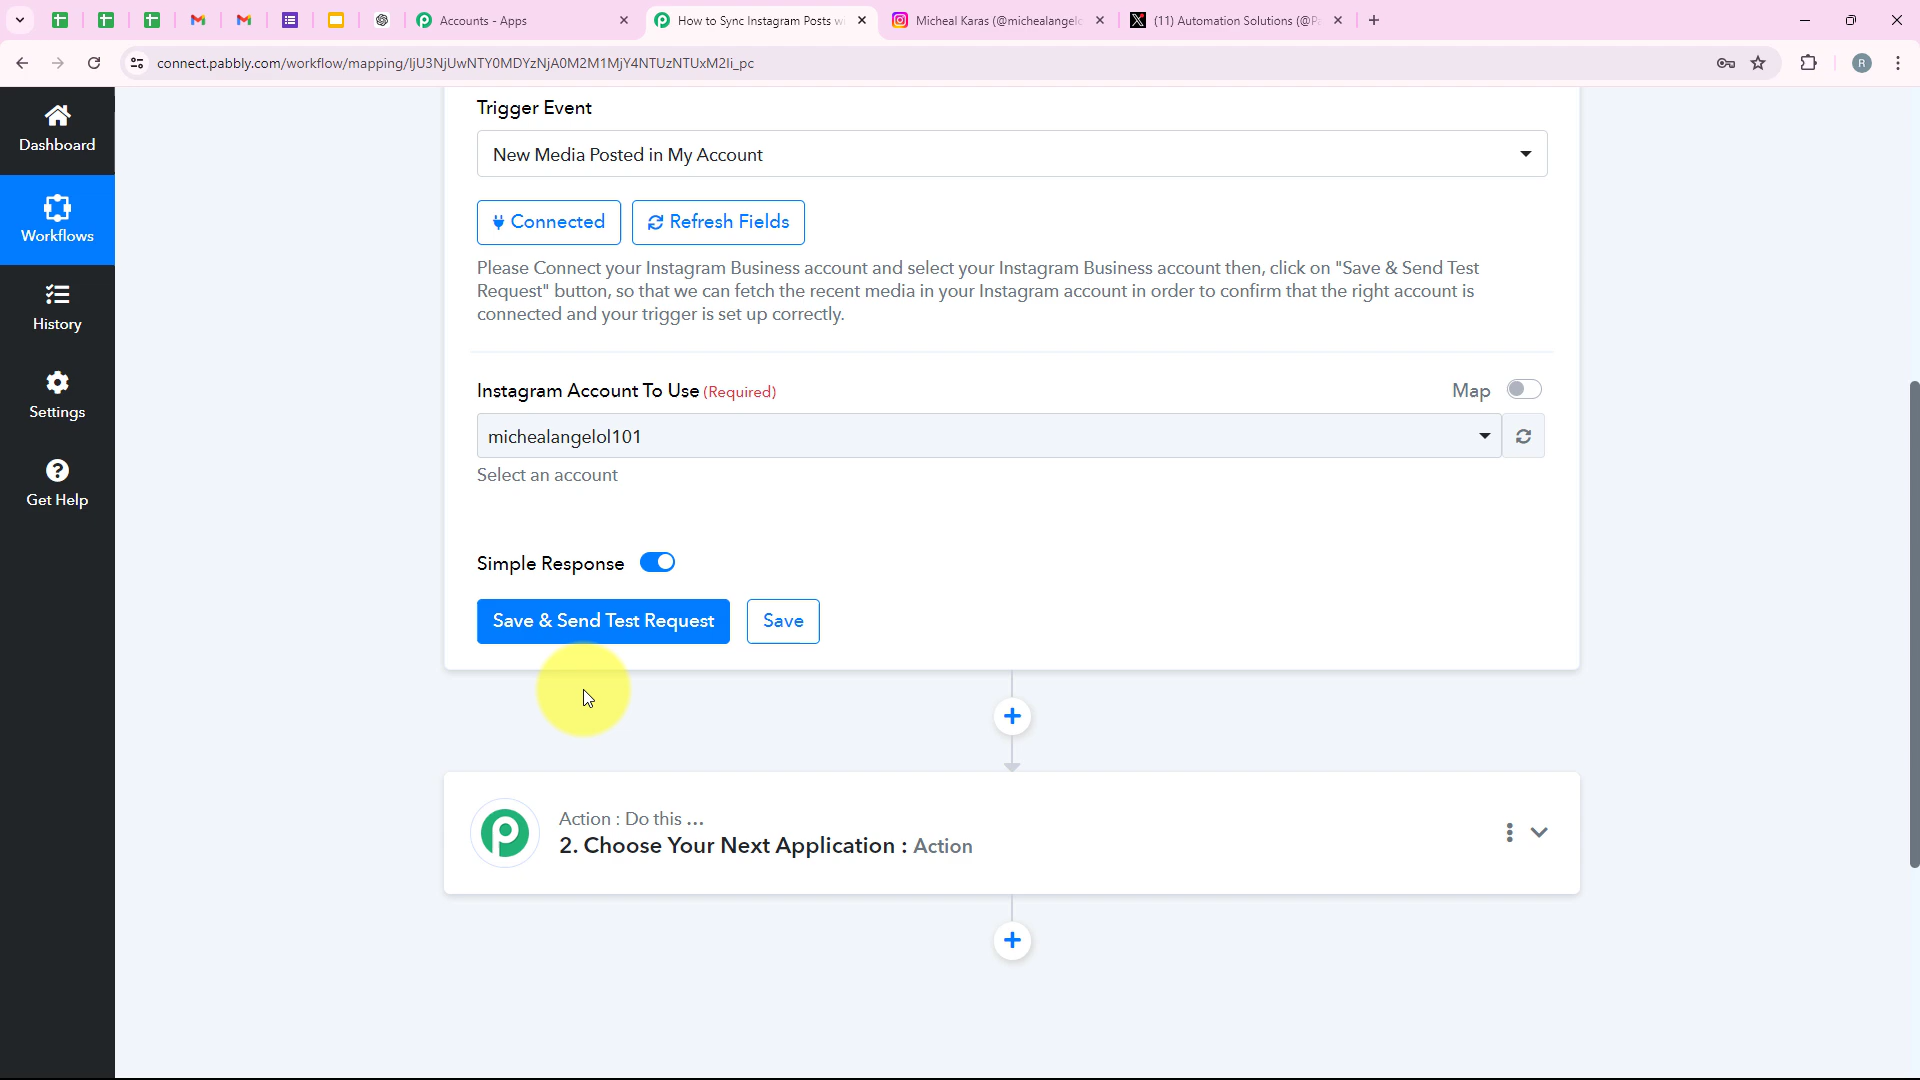 Accounts - Apps
How to Sync Instagram Posts wi
Micheal Karas (@michealangelo
(11) Automation Solutions (@Pa
connect.pabbly.com/workflow/mapping/IjU3NjUwNTY0MDYzNjA0M2M1MjY4NTUzNTUxM2Ii_pc
R
Dashboard
Workflows
History
Settings
Get Help
Trigger Event
New Media Posted in My Account
Connected
Refresh Fields
Please Connect your Instagram Business account and select your Instagram Business account then, click on "Save & Send Test
Request" button, so that we can fetch the recent media in your Instagram account in order to confirm that the right account is
connected and your trigger is set up correctly.
Instagram Account To Use (Required)
Map
michealangelol101
Select an account
Simple Response
Save & Send Test Request
Save
Action : Do this ...
2. Choose Your Next Application : Action